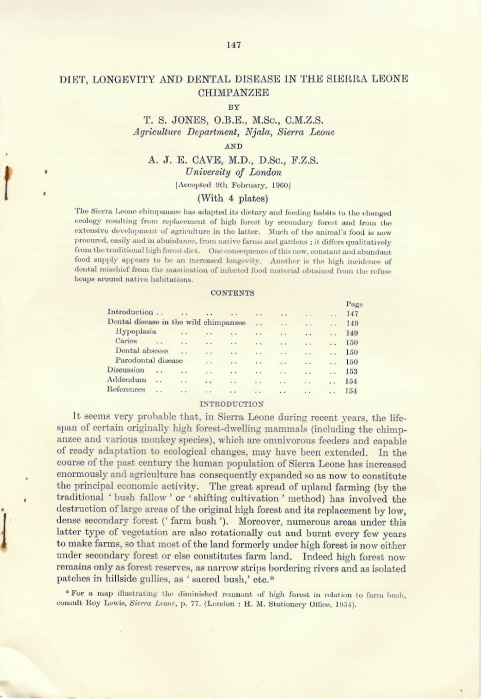 147
DIET, LONGEVITY AND DENTAL DISEASE IN THE SIERRA LEONE
CHIMPANZEE
BY
T. S. JONES, O.B.E., M.Sc., C.M.Z.S.
Agriculture Department, Njala, Sierra Leone
AND
A. J. E. CAVE, M.D., D.Sc., F.Z.S.
University of London
[Accepted 9th February, 1960]
(With 4 plates)
The Sierra Leone chimpanzee has adapted its dietary and feeding habits to the changed
ecology resulting from replacement of high forest by secondary forest and from the
extensive development of agriculture in the latter. Much of the animal's food is now
procured, easily and in abundance, from native farms and gardens ; it differs qualitatively
from the traditional high forest diet. One consequence of this new, constant and abundant
food supply appears to be an increased longevity. Another is the high incidence of
dental mischief from the mastication of infected food material obtained from the refuse
heaps around native habitations.
CONTENTS
Page
Introduction .. .. .. .. .. .. .. .. 147
Dental disease in the wild chimpanzee .. .. .. .. 149
Hypoplasia .. .. .. .. .. .. .. 149
Caries .. .. .. .. .. .. .. .. 150
Dental abscess .. .. .. .. .. .. .. 150
Parodontal disease .. .. .. .. .. .. 150
Discussion .. .. .. .. .. .. .. .. 153
Addendum .. .. .. .. .. .. .. .. 154
References .. .. .. .. .. .. .. .. 154
INTRODUCTION
It seems very probable that, in Sierra Leone during recent years, the life-
span of certain originally high forest-dwelling mammals (including the chimp-
anzee and various monkey species), which are omnivorous feeders and capable
of ready adaptation to ecological changes, may have been extended. In the
course of the past century the human population of Sierra Leone has increased
enormously and agriculture has consequently expanded so as now to constitute
the principal economic activity. The great spread of upland farming (by the
traditional ' bush fallow ' or ' shifting cultivation ' method) has involved the
destruction of large areas of the original high forest and its replacement by low,
dense secondary forest (' farm bush '). Moreover, numerous areas under this
latter type of vegetation are also rotationally cut and burnt every few years
to make farms, so that most of the land formerly under high forest is now either
under secondary forest or else constitutes farm land. Indeed high forest now
remains only as forest reserves, as narrow strips bordering rivers and as isolated
patches in hillside gullies, as ' sacred bush,' etc.*
* For a map illustrating the diminished remnant of high forest in relation to farm bush,
consult Roy Lewis, Sierra Leone, p. 77. (London : H. M. Stationery Office, 1954).